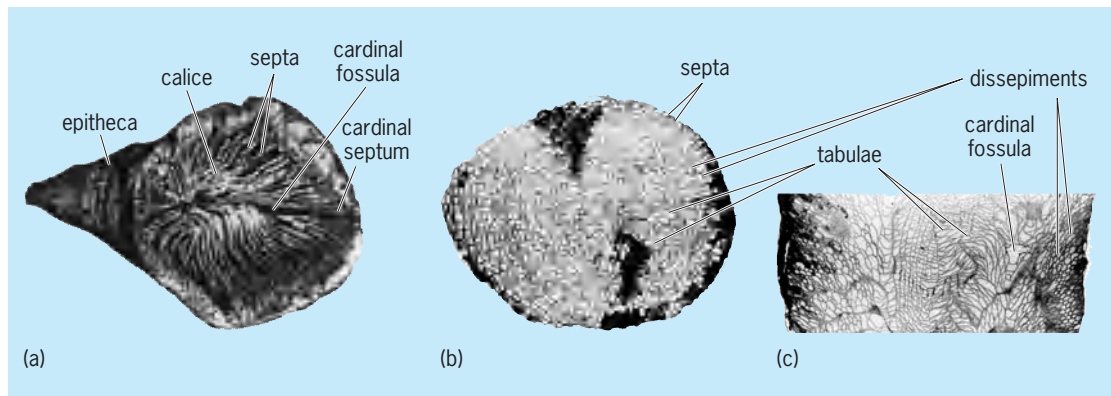 epitheca
calice
septa
cardinal
fossula
cardinal
septum
(a)
septa
tabulae
(b)
dissepiments
cardinal
fossula
(c)